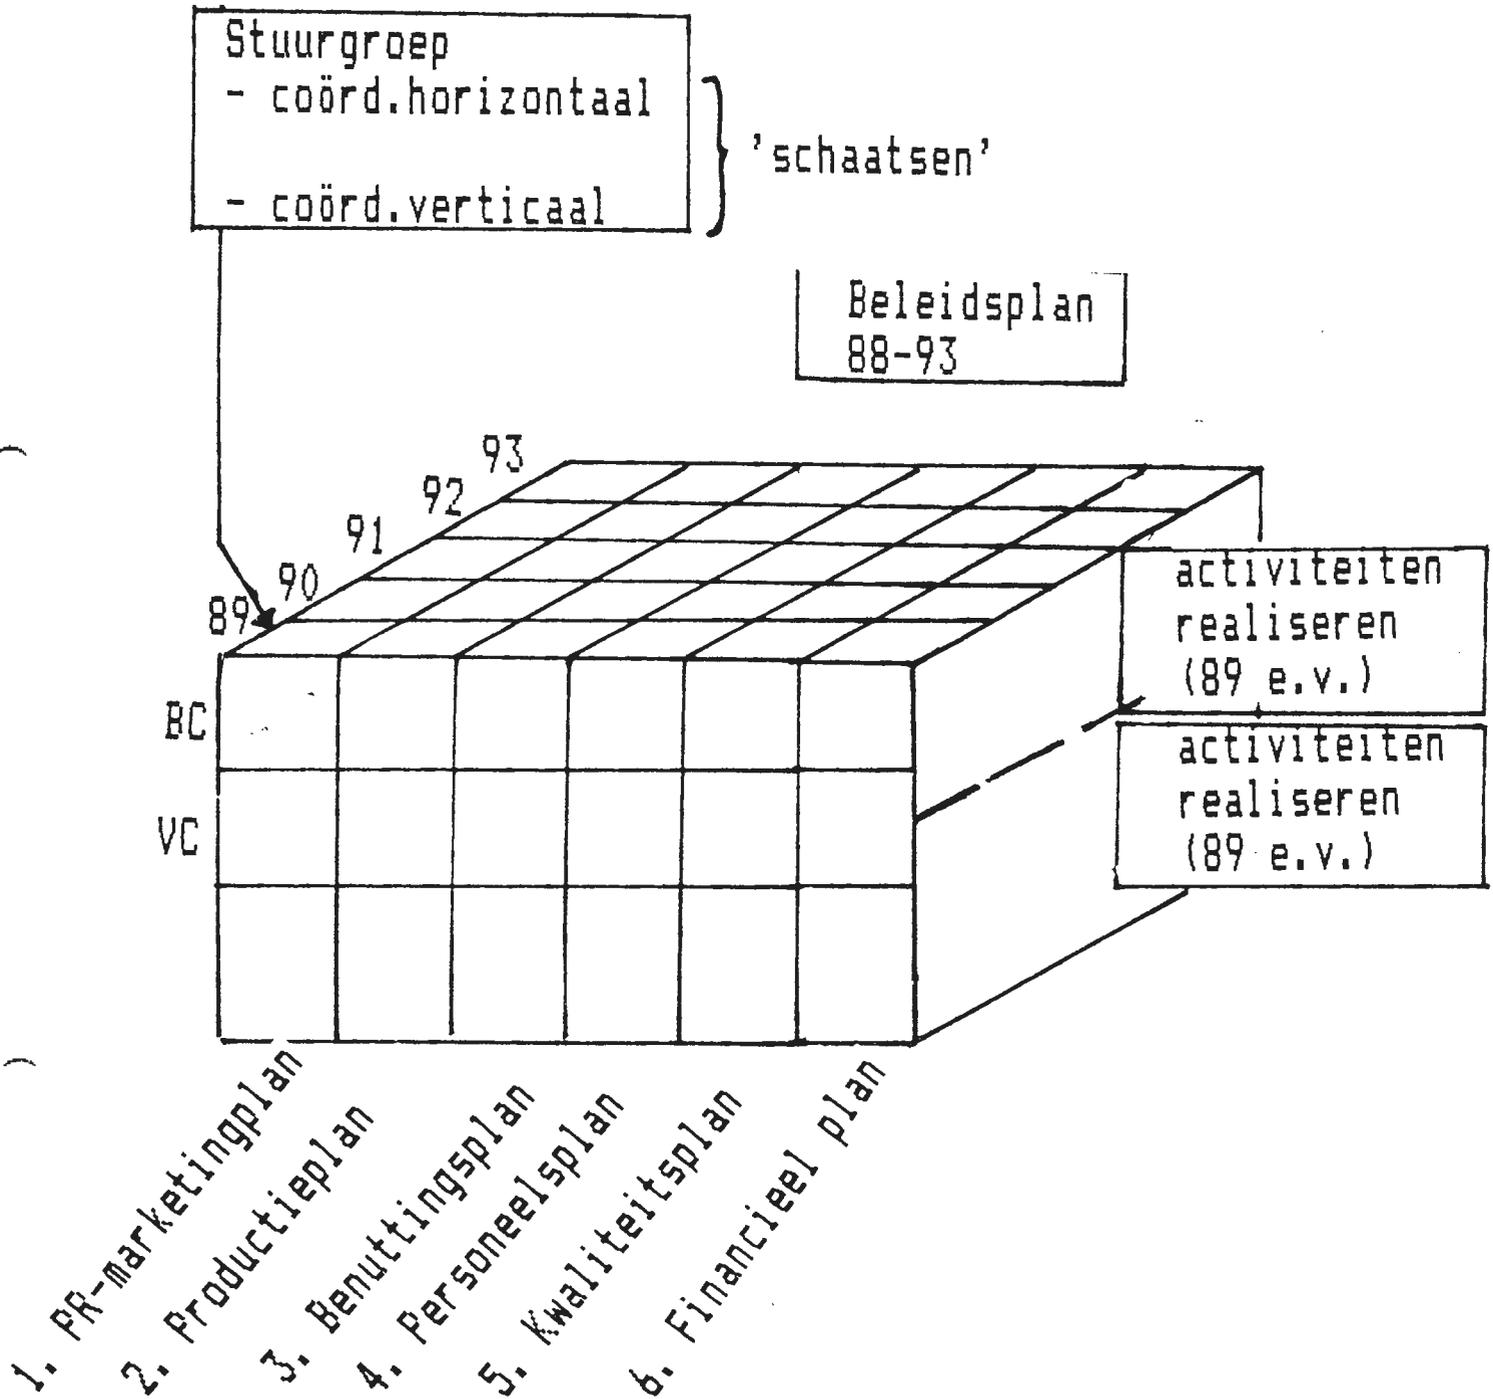 Stuurgroep
- coörd.horizontaal
- coörd.verticaal
'schaatsen'
Beleidsplan
88-93
93
92
91
90
89
BC
VC
activiteiten
realiseren
(89 e.v.)
activiteiten
realiseren
(89 e.v.)
1. PR-marketingplan
2. Productieplan
3. Benuttingsplan
4. Personeelsplan
5. Kwaliteitsplan
6. Financieel plan